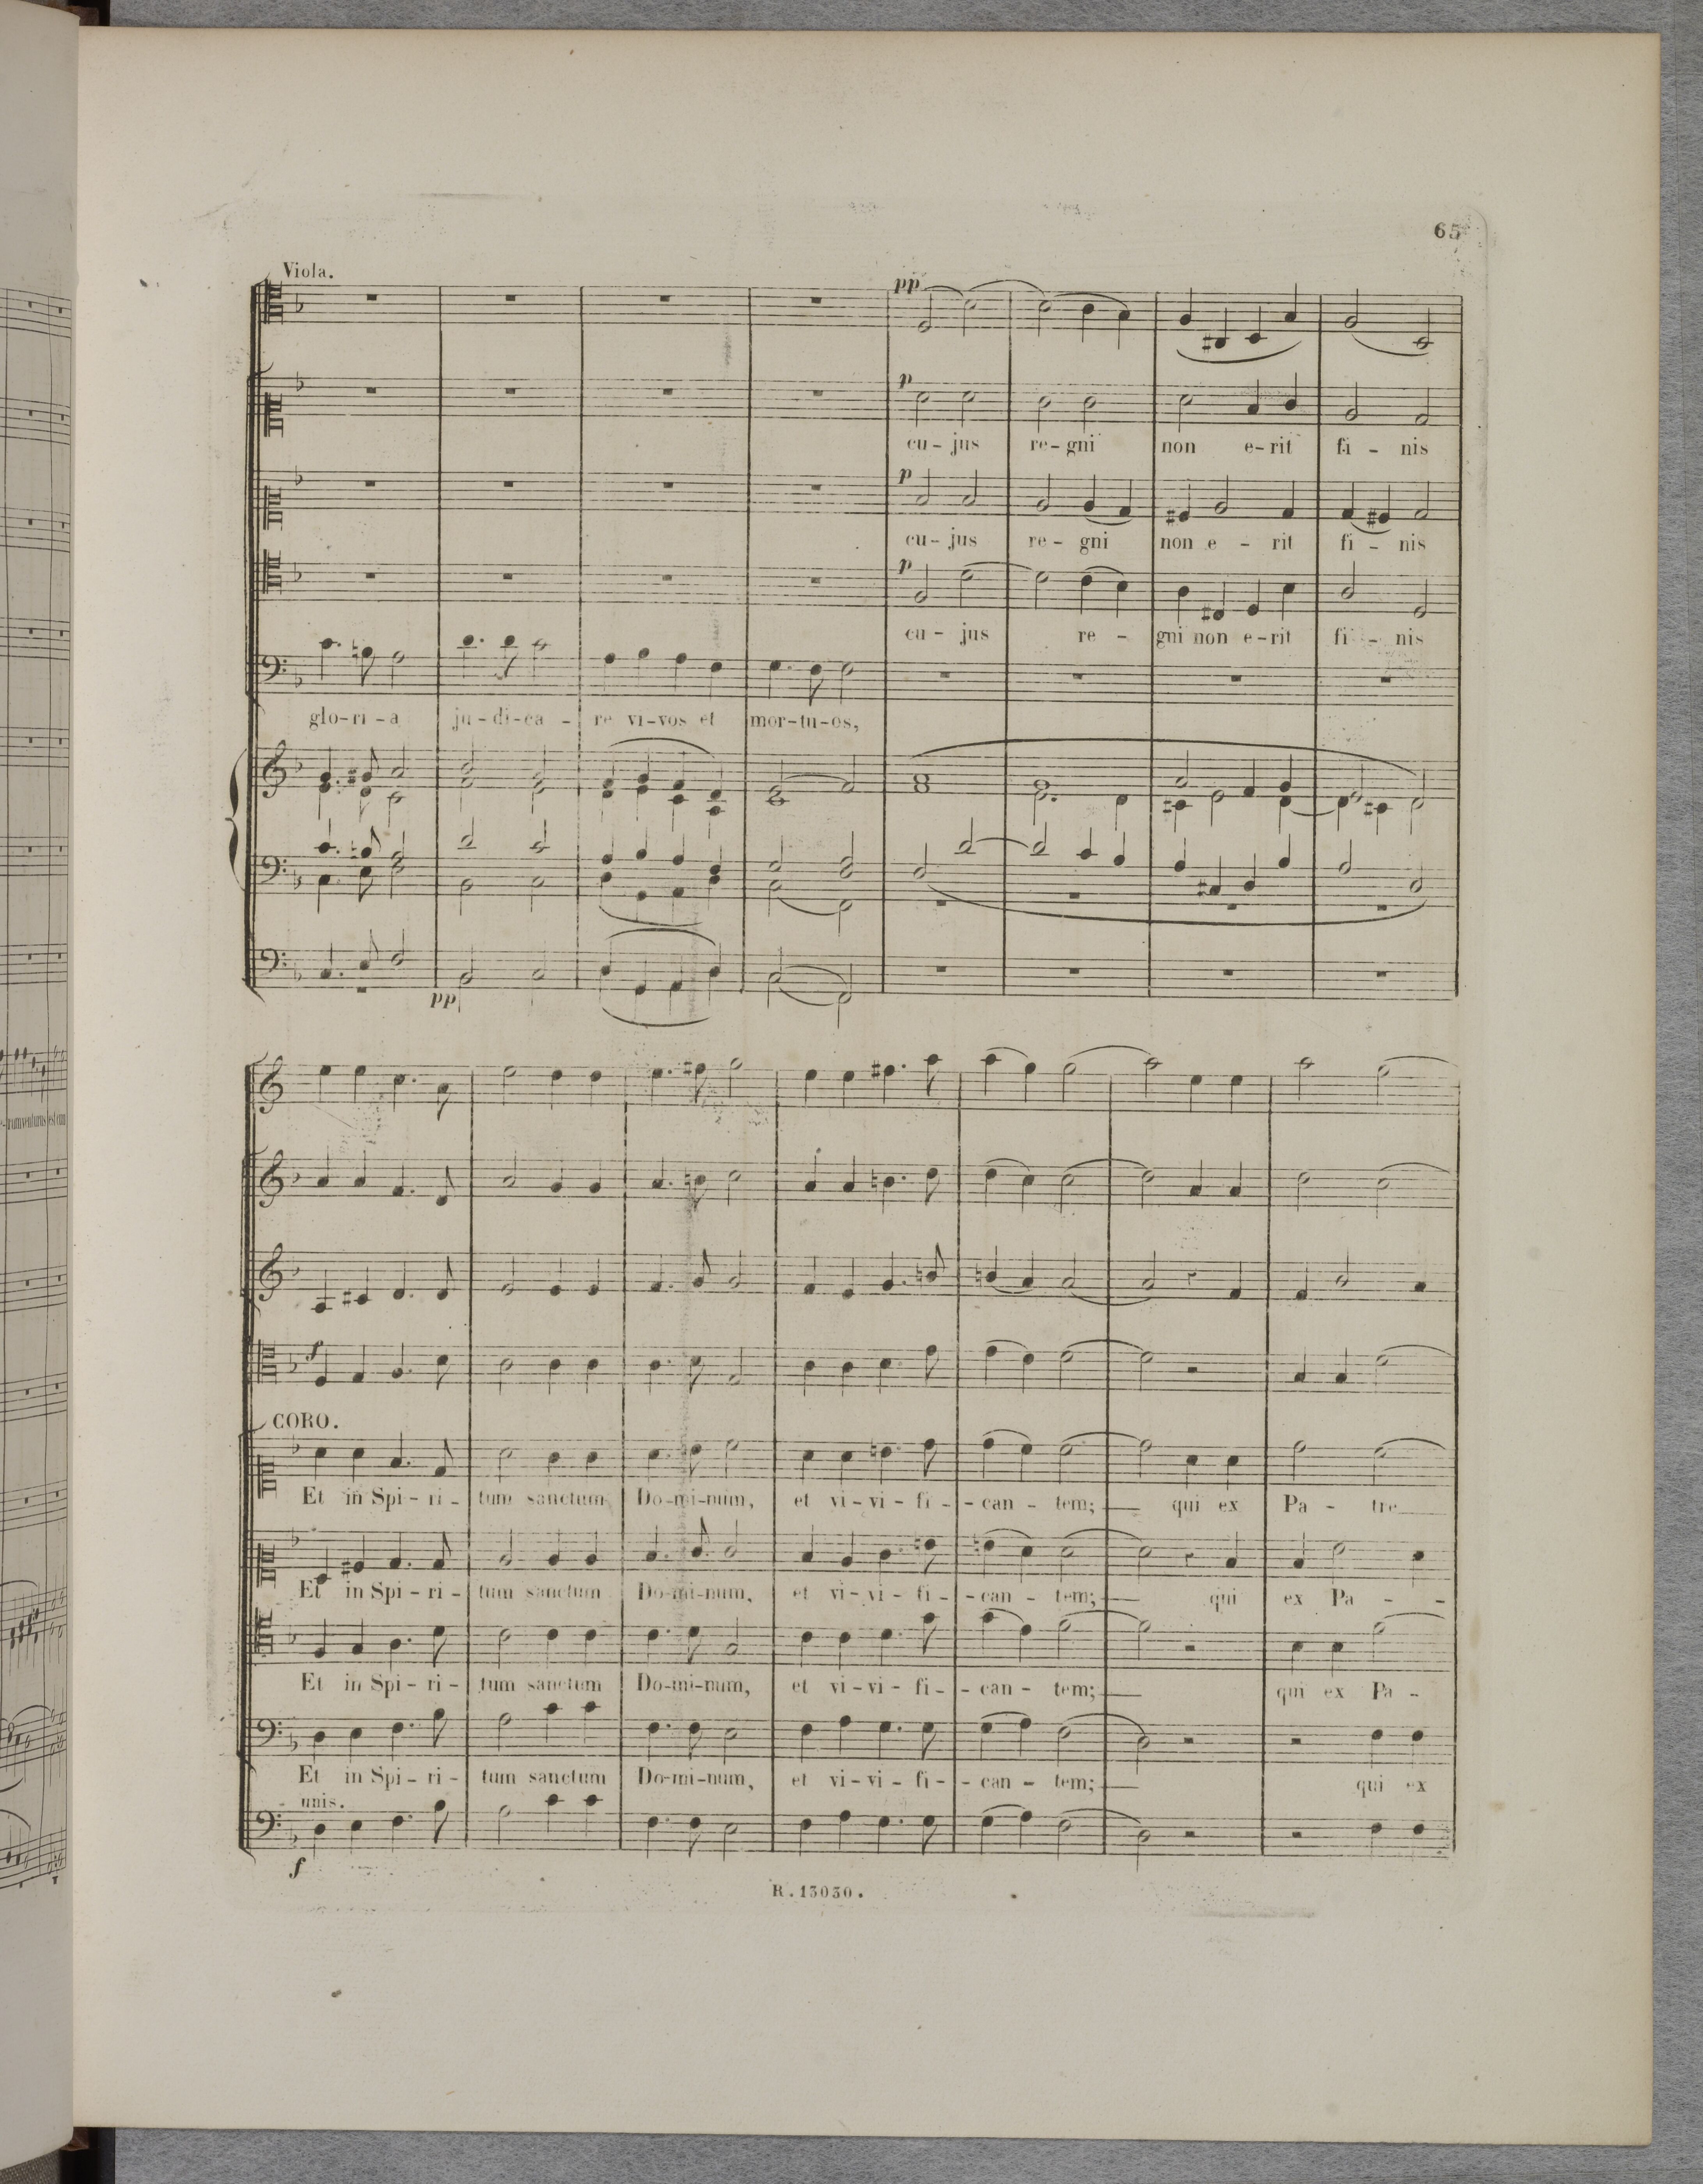 65
Viola.
pp
p
cu - jus re - gni non e - rit fi - nis
p
cu - jus re - gni non e - rit fi - nis
p
cu - jus re - gni non e - rit fi - nis
glo - ri - a ju - di - ca - re vi - vos et mor - tu - os,
pp
f
CORO.
Et in Spi - ri - tum sanctum Do - mi - num, et vi - vi - fi - - can - tem; qui ex Pa - tre
Et in Spi - ri - tum sanctum Do - mi - num, et vi - vi - fi - - can - tem; qui ex Pa - -
Et in Spi - ri - tum sanctum Do - mi - num, et vi - vi - fi - - can - tem; qui ex Pa -
Et in Spi - ri - tum sanctum Do - mi - num, et vi - vi - fi - - can - tem; qui ex
unis.
f
R. 13030.